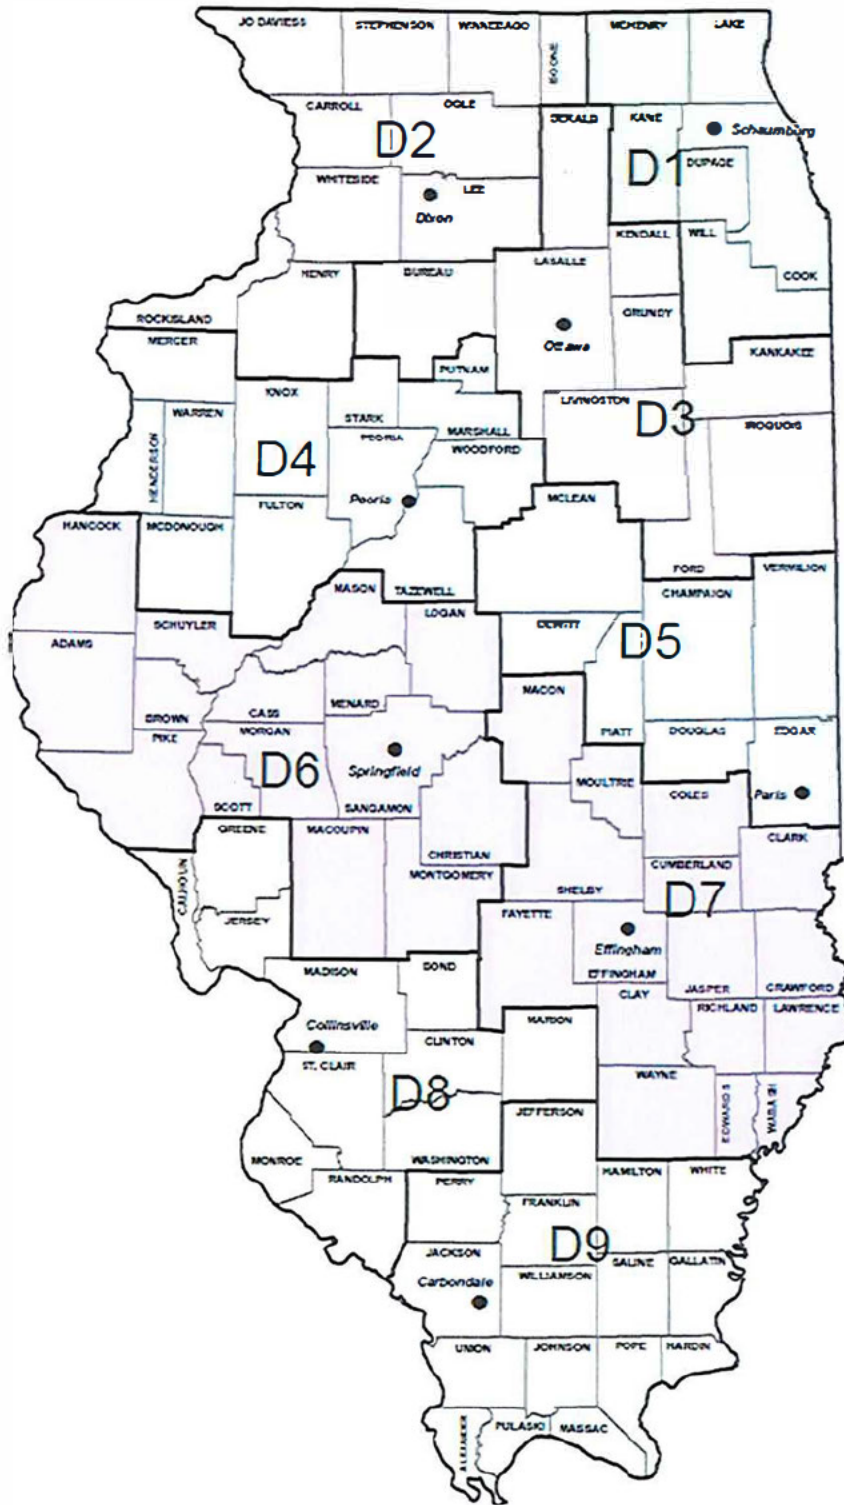 JO DAVIESS
STEPHENSON
WINNEBAGO
BOONE
MCHENRY
LAKE
CARROLL
OGLE
DEKALB
KANE
Schaumburg
D2
D1
DUPAGE
WHITESIDE
LEE
Dixon
KENDALL
WILL
LASALLE
COOK
HENRY
BUREAU
ROCKISLAND
GRUNDY
MERCER
Ottawa
KANKAKEE
PUTNAM
KNOX
LIVINGSTON
WARREN
STARK
D3
IROQUOIS
HENDERSON
MARSHALL
PEORIA
WOODFORD
D4
Peoria
MCLEAN
FULTON
HANCOCK
MCDONOUGH
FORD
VERMILION
MASON
TAZEWELL
CHAMPAIGN
LOGAN
SCHUYLER
DEWITT
ADAMS
D5
MACON
CASS
MENARD
BROWN
MORGAN
PIATT
DOUGLAS
EDGAR
PIKE
D6
Springfield
MOULTRIE
Paris
SCOTT
SANGAMON
COLES
GREENE
MACOUPIN
CLARK
CHRISTIAN
CUMBERLAND
CALHOUN
MONTGOMERY
SHELBY
D7
JERSEY
FAYETTE
Effingham
MADISON
BOND
EFFINGHAM
JASPER
CRAWFORD
CLAY
RICHLAND
LAWRENCE
MARION
Collinsville
CLINTON
ST. CLAIR
WAYNE
D8
EDWARDS
WABASH
JEFFERSON
MONROE
WASHINGTON
RANDOLPH
PERRY
HAMILTON
WHITE
FRANKLIN
D9
JACKSON
SALINE
GALLATIN
Carbondale
WILLIAMSON
UNION
JOHNSON
POPE
HARDIN
ALEXANDER
PULASKI
MASSAC